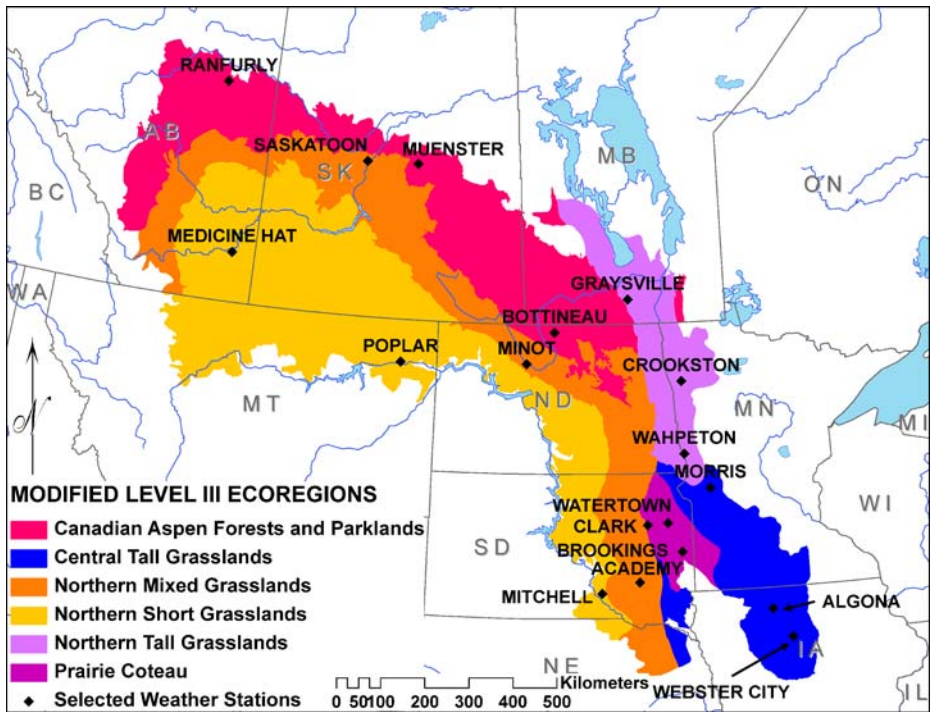 RANFURLY
AB
SASKATOON
SK
MUENSTER
MB
ON
BC
MEDICINE HAT
GRAYSVILLE
WA
BOTTINEAU
POPLAR
MINOT
CROOKSTON
MT
ND
MN
MI
N
WAHPETON
MORRIS
MODIFIED LEVEL III ECOREGIONS
Canadian Aspen Forests and Parklands
Central Tall Grasslands
Northern Mixed Grasslands
Northern Short Grasslands
Northern Tall Grasslands
Prairie Coteau
Selected Weather Stations
WATERTOWN
WI
CLARK
SD
BROOKINGS
ACADEMY
MITCHELL
ALGONA
IA
NE
WEBSTER CITY
IL
Kilometers
0 50 100 200 300 400 500